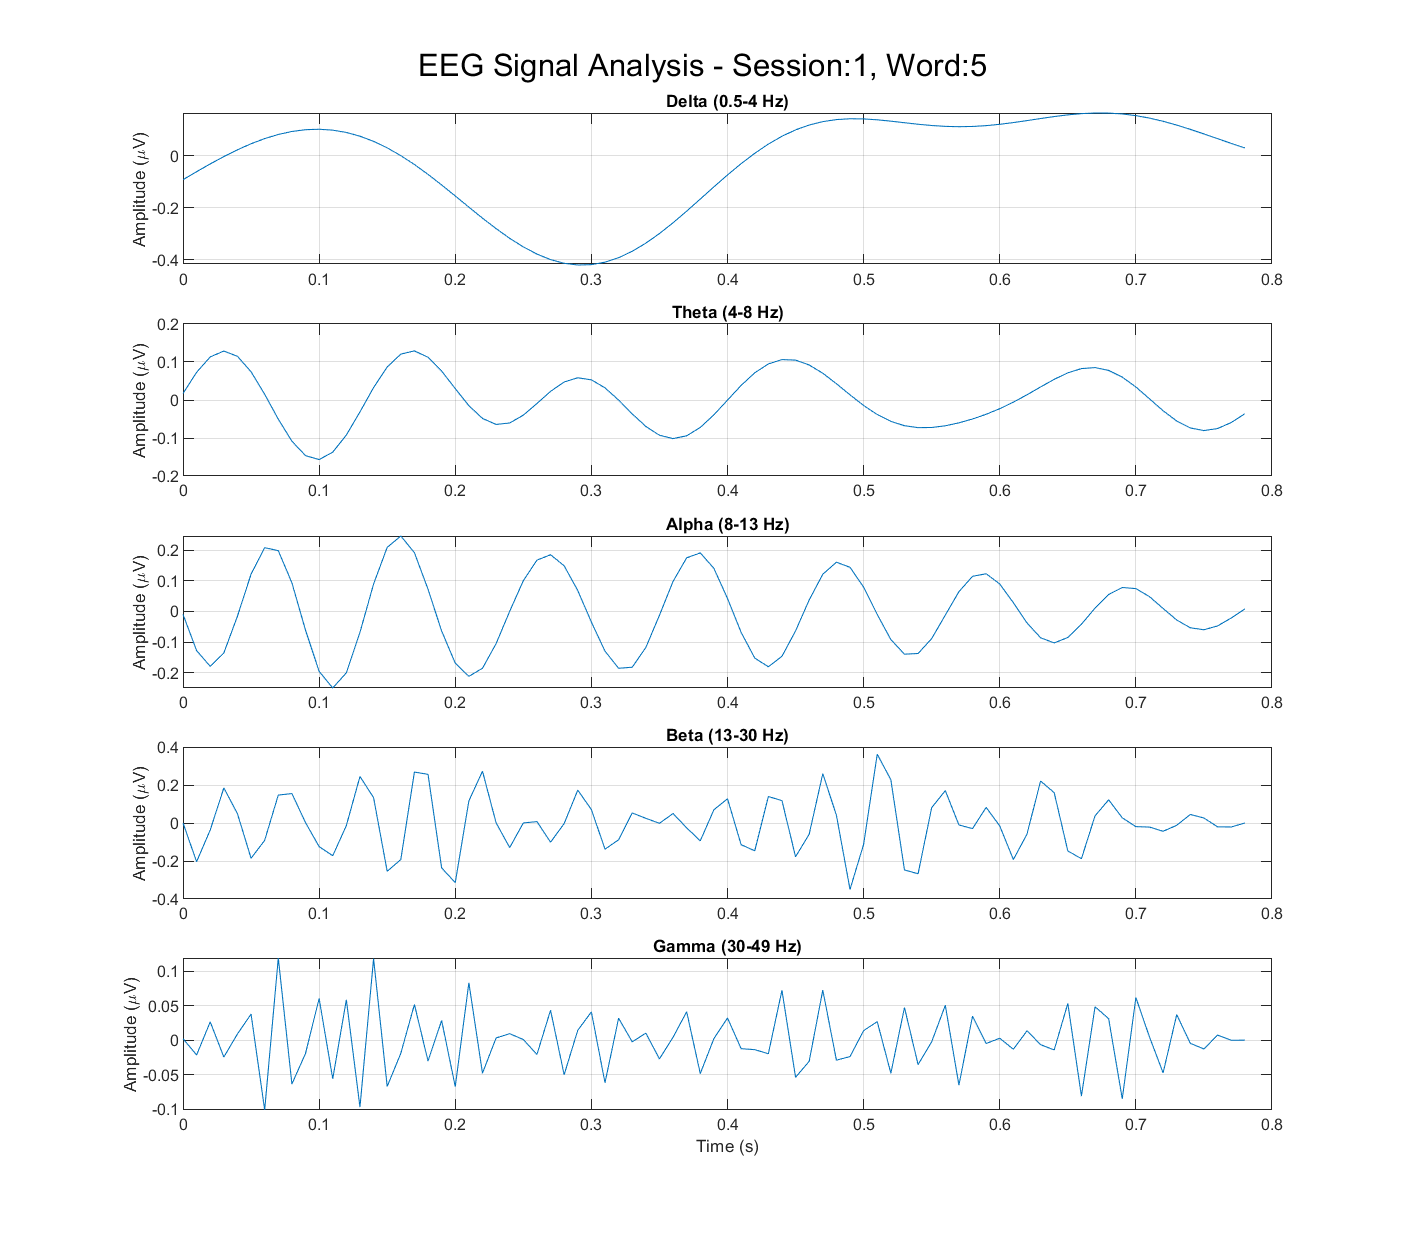 EEG Signal Analysis - Session:1, Word:5
Delta (0.5-4 Hz)
Amplitude (μV)
0
-0.2
-0.4
0 0.1 0.2 0.3 0.4 0.5 0.6 0.7 0.8
Theta (4-8 Hz)
Amplitude (μV)
0.2
0.1
0
-0.1
-0.2
0 0.1 0.2 0.3 0.4 0.5 0.6 0.7 0.8
Alpha (8-13 Hz)
Amplitude (μV)
0.2
0.1
0
-0.1
-0.2
0 0.1 0.2 0.3 0.4 0.5 0.6 0.7 0.8
Beta (13-30 Hz)
Amplitude (μV)
0.4
0.2
0
-0.2
-0.4
0 0.1 0.2 0.3 0.4 0.5 0.6 0.7 0.8
Gamma (30-49 Hz)
Amplitude (μV)
0.1
0.05
0
-0.05
-0.1
0 0.1 0.2 0.3 0.4 0.5 0.6 0.7 0.8
Time (s)